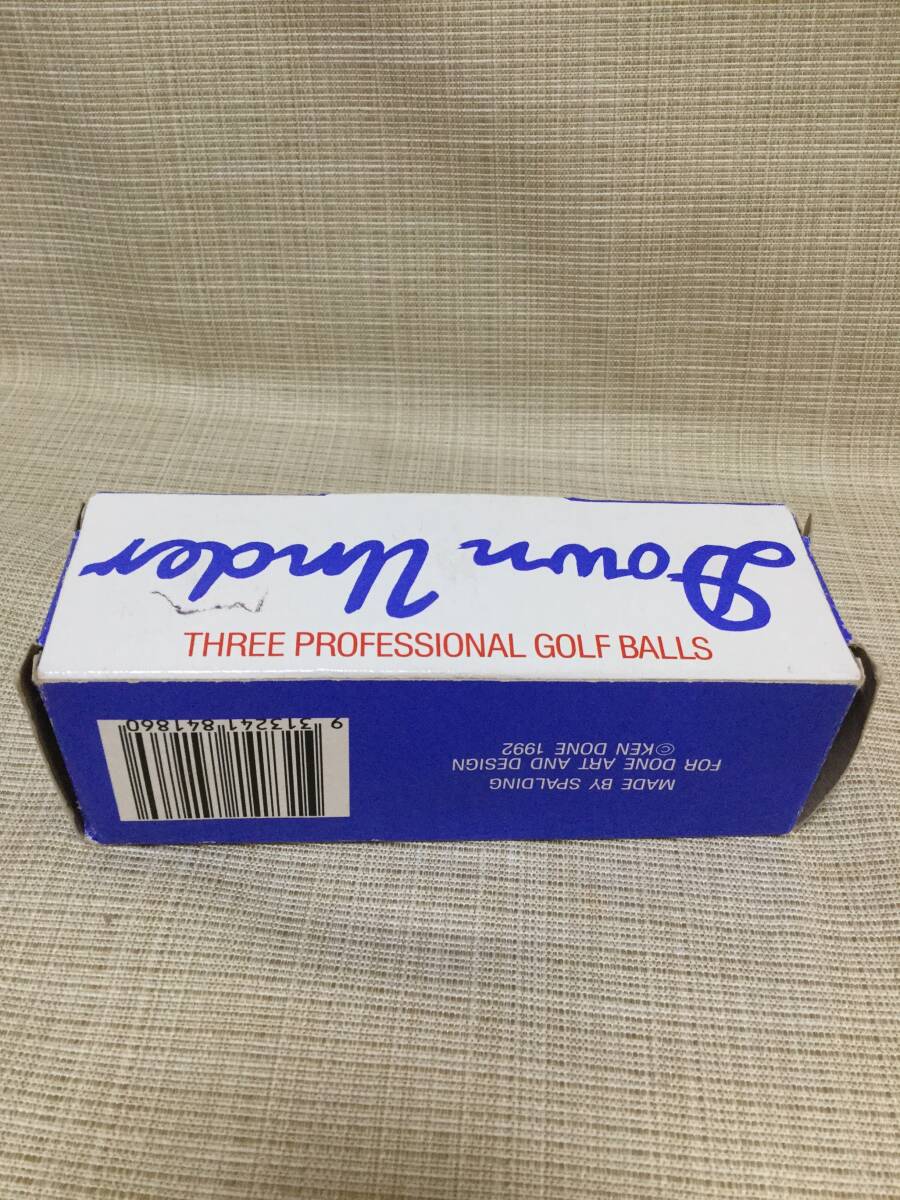 Down Under
THREE PROFESSIONAL GOLF BALLS
MADE BY SPALDING
FOR DONE ART AND DESIGN
©KEN DONE 1992
9 313241 841860